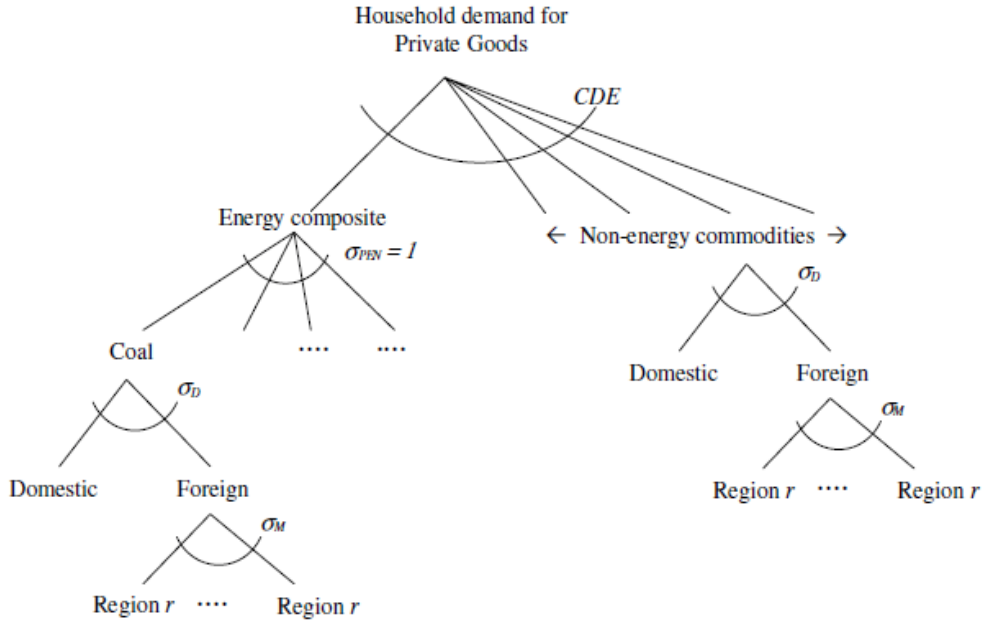 Household demand for
Private Goods
CDE
Energy composite
← Non-energy commodities →
σPEN = 1
σD
Coal
....
....
Domestic
Foreign
σD
σM
Domestic
Foreign
Region r .... Region r
σM
Region r .... Region r